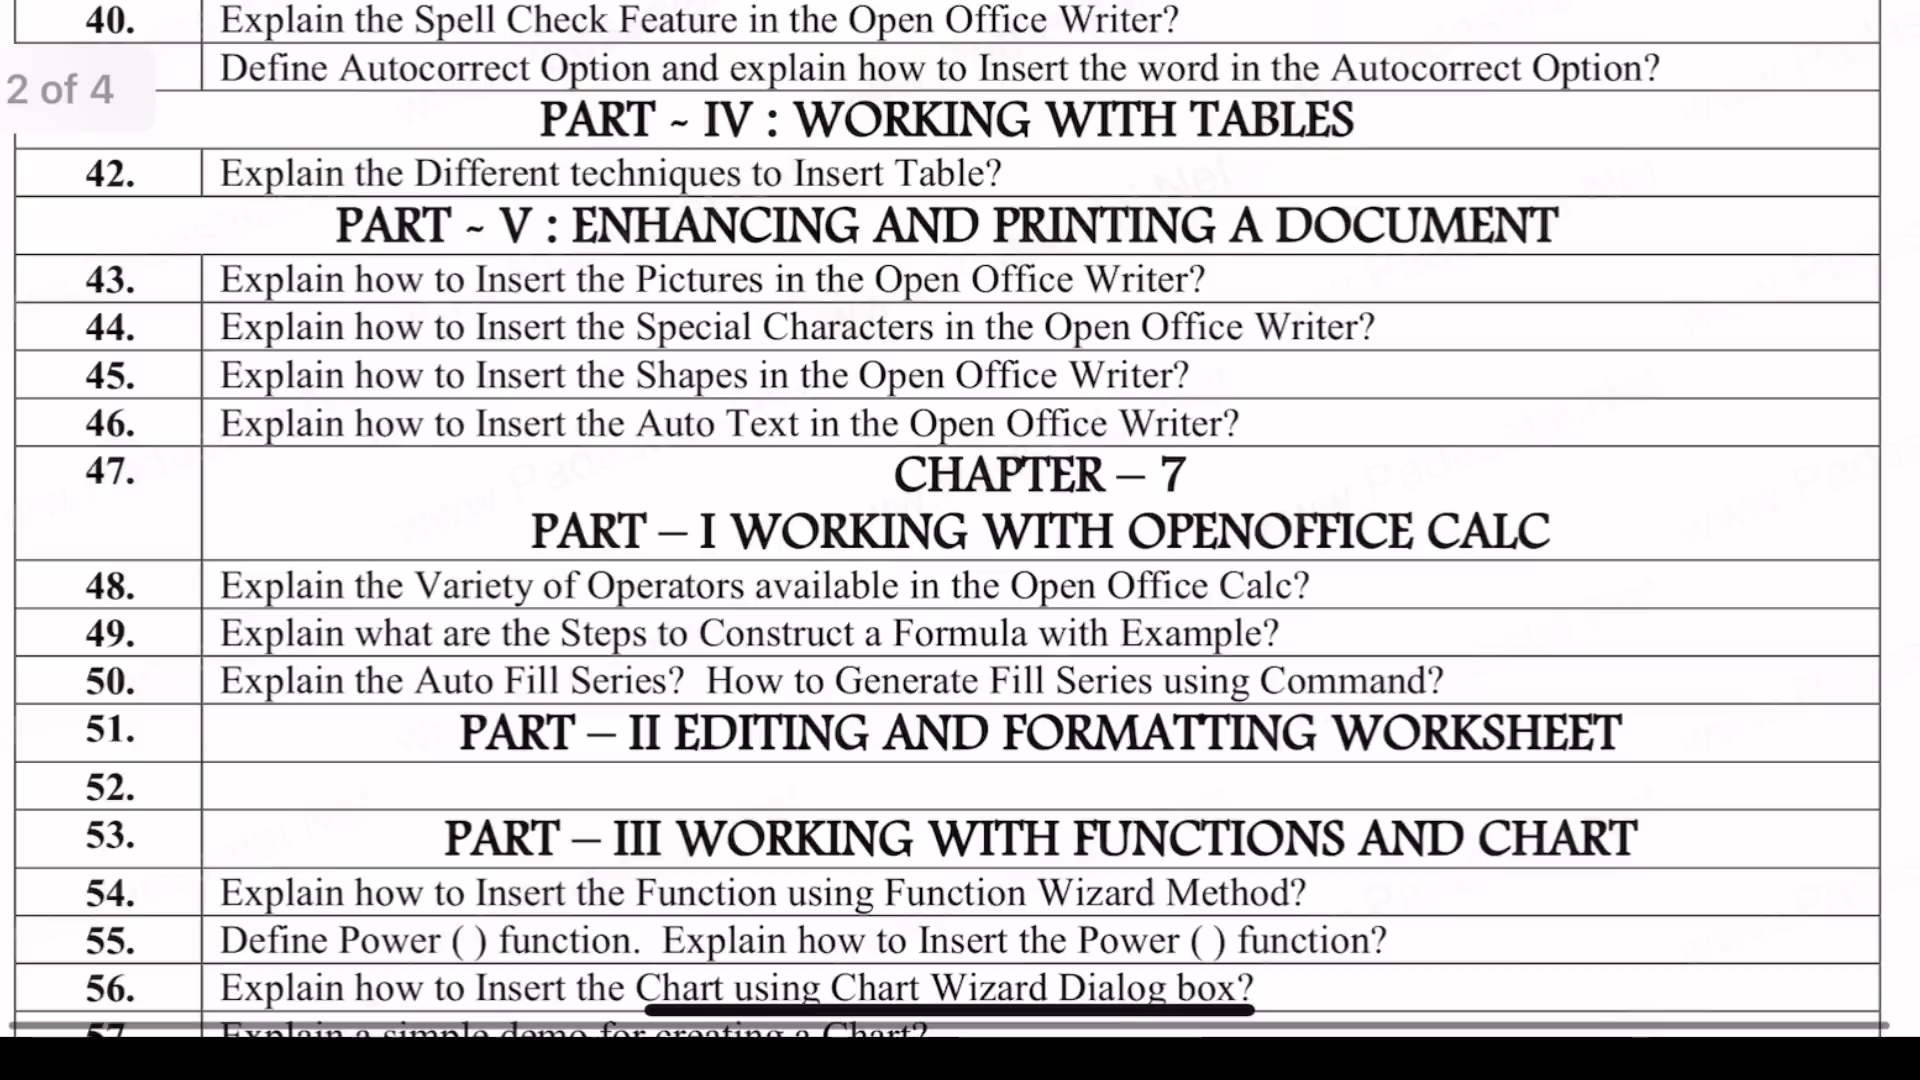 40. Explain the Spell Check Feature in the Open Office Writer?
2 of 4
Define Autocorrect Option and explain how to Insert the word in the Autocorrect Option?
PART ~ IV : WORKING WITH TABLES
42. Explain the Different techniques to Insert Table?
PART ~ V : ENHANCING AND PRINTING A DOCUMENT
43. Explain how to Insert the Pictures in the Open Office Writer?
44. Explain how to Insert the Special Characters in the Open Office Writer?
45. Explain how to Insert the Shapes in the Open Office Writer?
46. Explain how to Insert the Auto Text in the Open Office Writer?
47. CHAPTER – 7
PART – I WORKING WITH OPENOFFICE CALC
48. Explain the Variety of Operators available in the Open Office Calc?
49. Explain what are the Steps to Construct a Formula with Example?
50. Explain the Auto Fill Series? How to Generate Fill Series using Command?
51. PART – II EDITING AND FORMATTING WORKSHEET
52.
53. PART – III WORKING WITH FUNCTIONS AND CHART
54. Explain how to Insert the Function using Function Wizard Method?
55. Define Power ( ) function. Explain how to Insert the Power ( ) function?
56. Explain how to Insert the Chart using Chart Wizard Dialog box?
57. Explain a simple demo for creating a Chart?